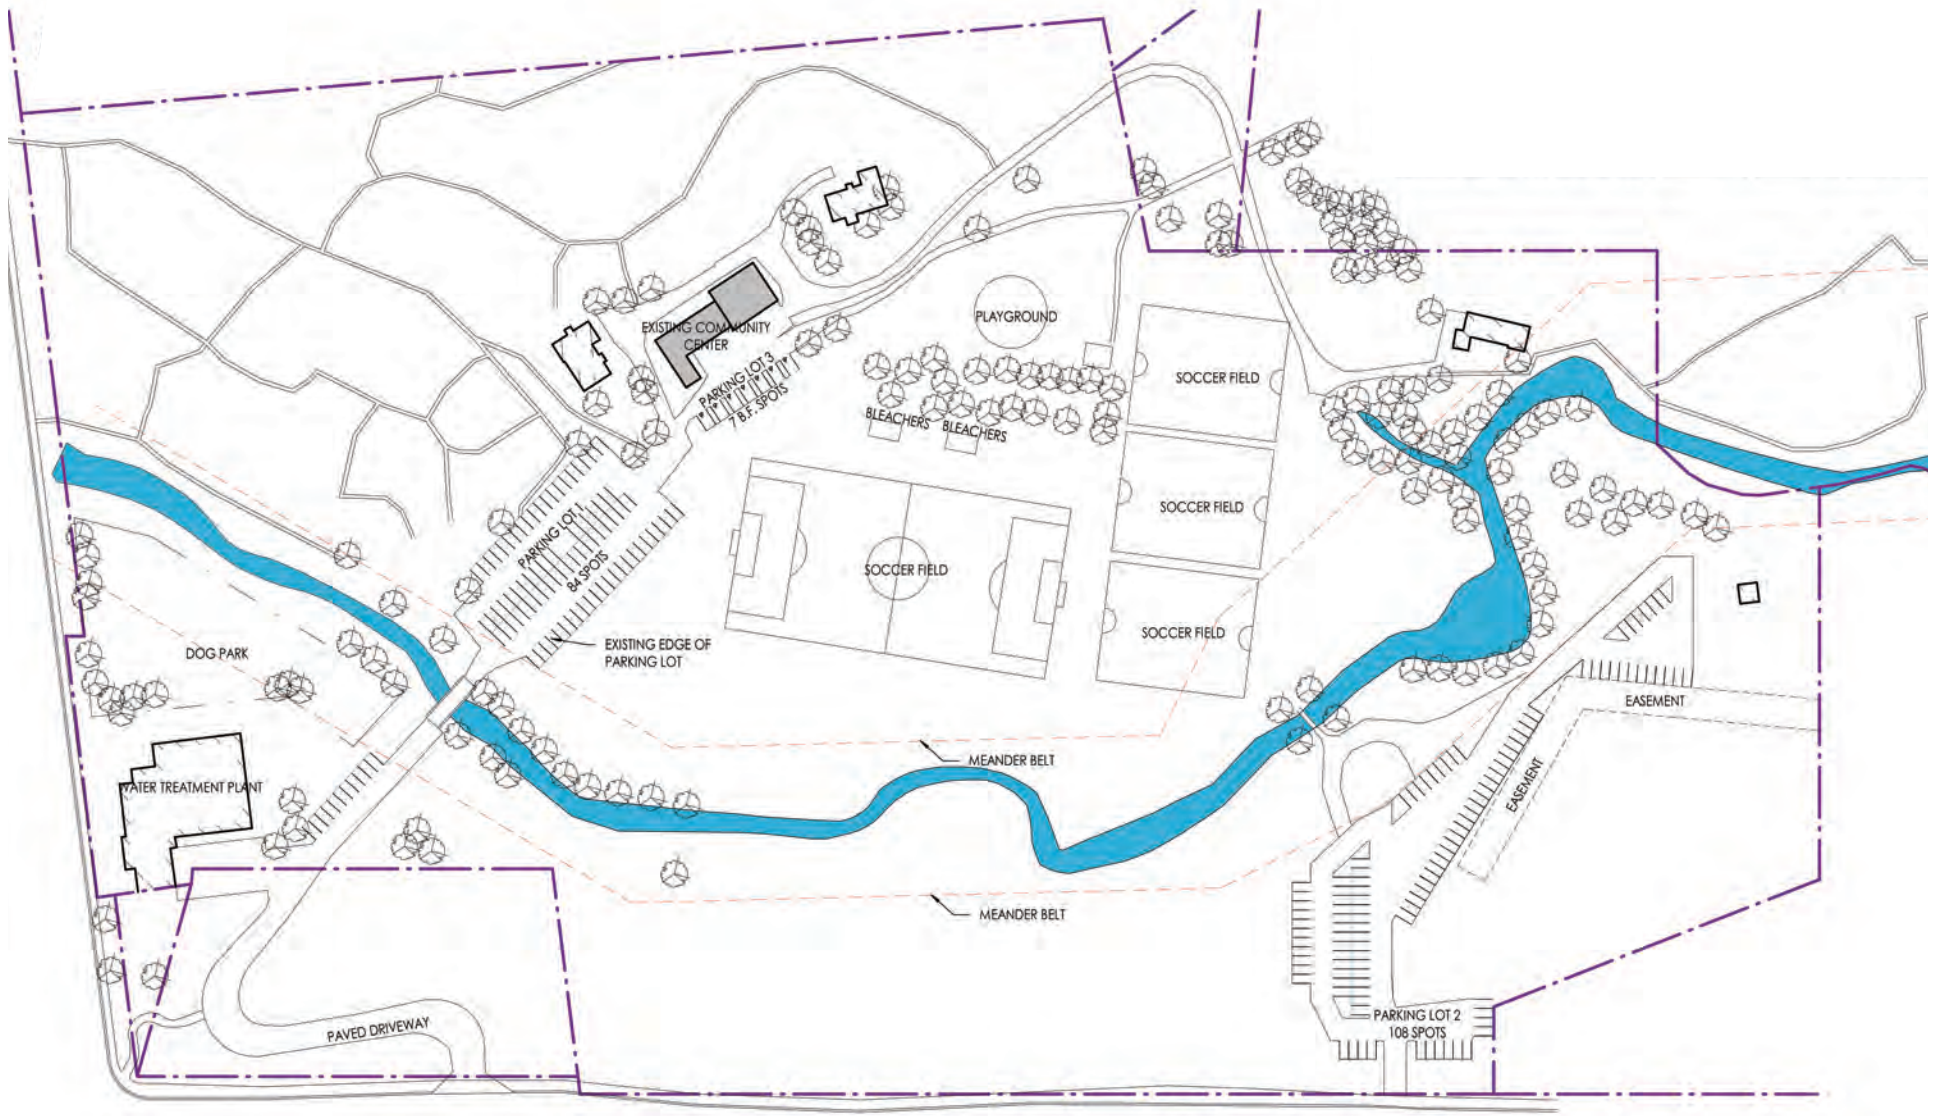 PLAYGROUND
EXISTING COMMUNITY
CENTER
PARKING LOT 3
7 B.F. SPOTS
SOCCER FIELD
BLEACHERS
BLEACHERS
SOCCER FIELD
PARKING LOT 1
84 SPOTS
SOCCER FIELD
SOCCER FIELD
EXISTING EDGE OF
PARKING LOT
DOG PARK
EASEMENT
EASEMENT
MEANDER BELT
WATER TREATMENT PLANT
MEANDER BELT
PARKING LOT 2
108 SPOTS
PAVED DRIVEWAY